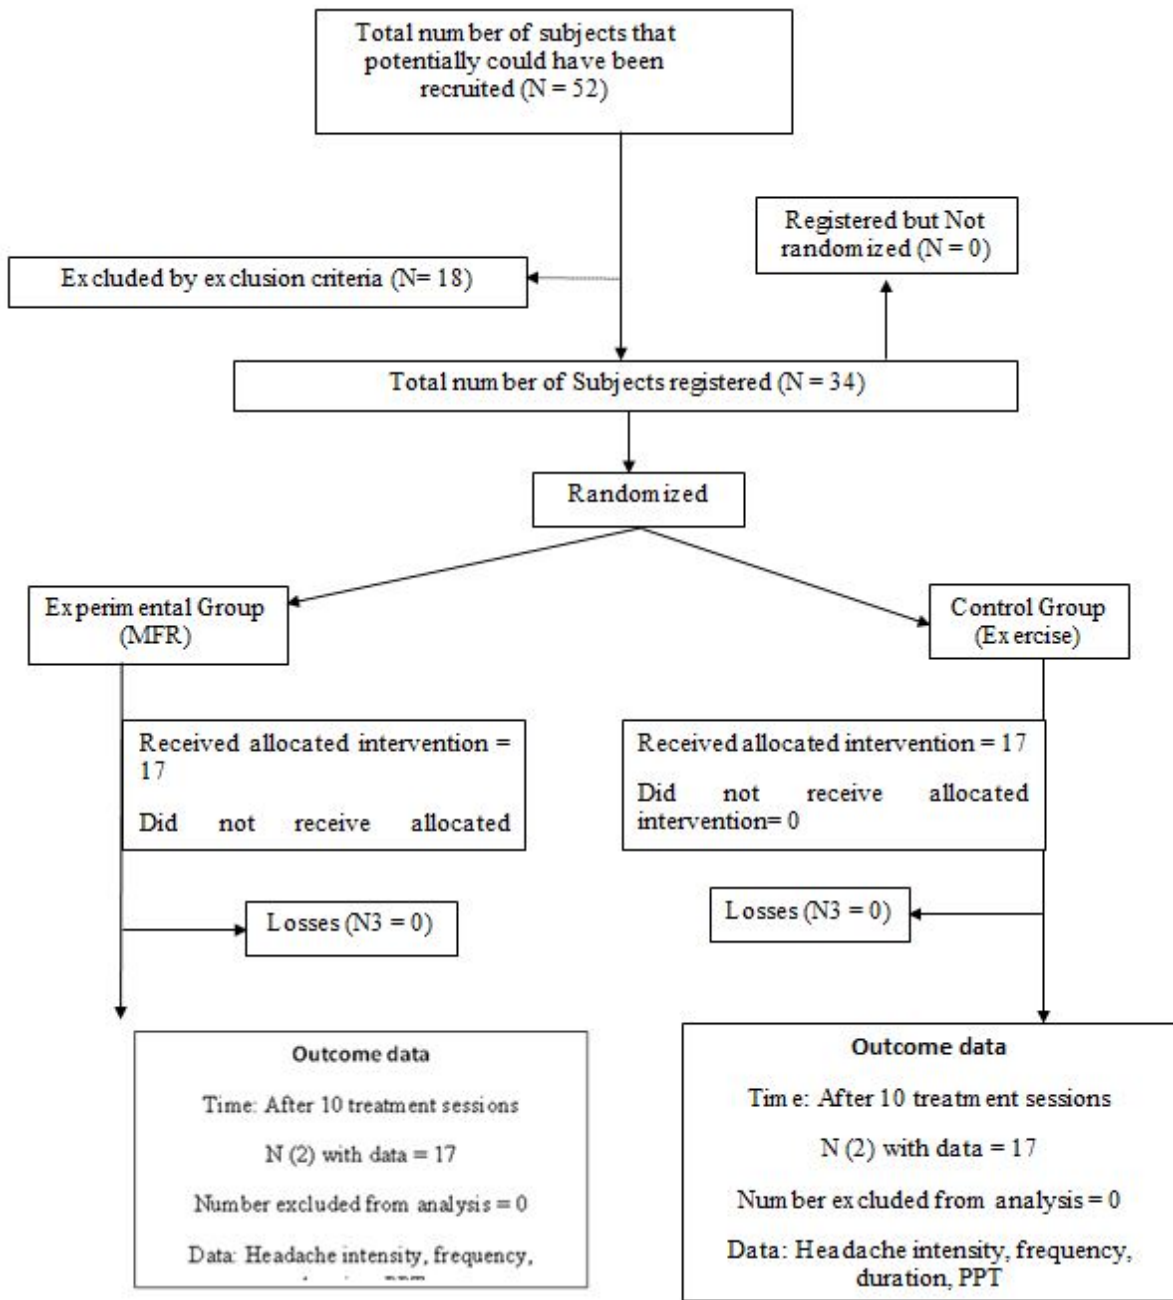 Total number of subjects that
potentially could have been
recruited (N = 52)
Registered but Not
randomized (N = 0)
Excluded by exclusion criteria (N= 18)
Total number of Subjects registered (N = 34)
Randomized
Experimental Group
(MFR)
Control Group
(Exercise)
Received allocated intervention =
17
Did not receive allocated
Received allocated intervention = 17
Did not receive allocated
intervention= 0
Losses (N3 = 0)
Losses (N3 = 0)
Outcome data
Time: After 10 treatment sessions
N (2) with data = 17
Number excluded from analysis = 0
Data: Headache intensity, frequency,
Outcome data
Time: After 10 treatment sessions
N (2) with data = 17
Number excluded from analysis = 0
Data: Headache intensity, frequency,
duration, PPT